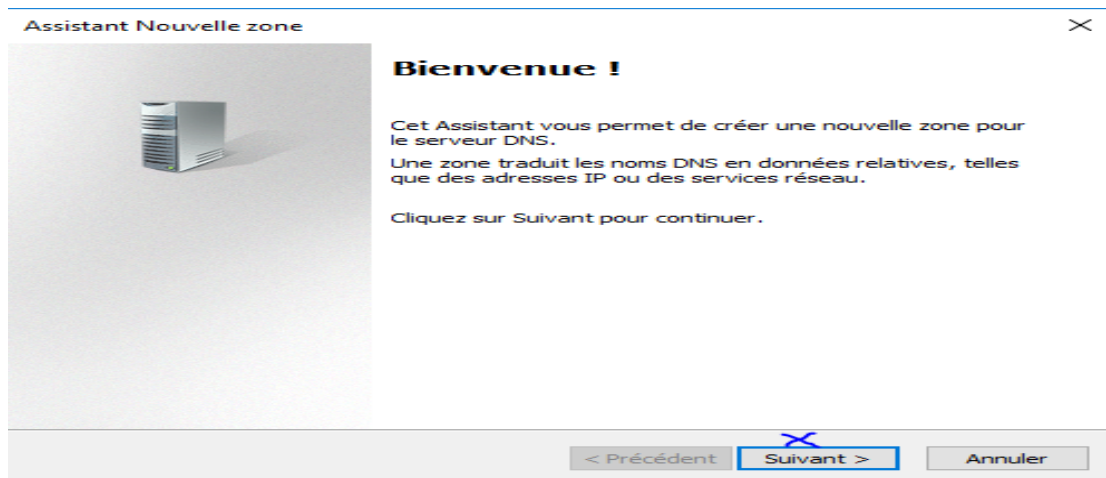 Assistant Nouvelle zone
Bienvenue !
Cet Assistant vous permet de créer une nouvelle zone pour
le serveur DNS.
Une zone traduit les noms DNS en données relatives, telles
que des adresses IP ou des services réseau.
Cliquez sur Suivant pour continuer.
< Précédent Suivant > Annuler